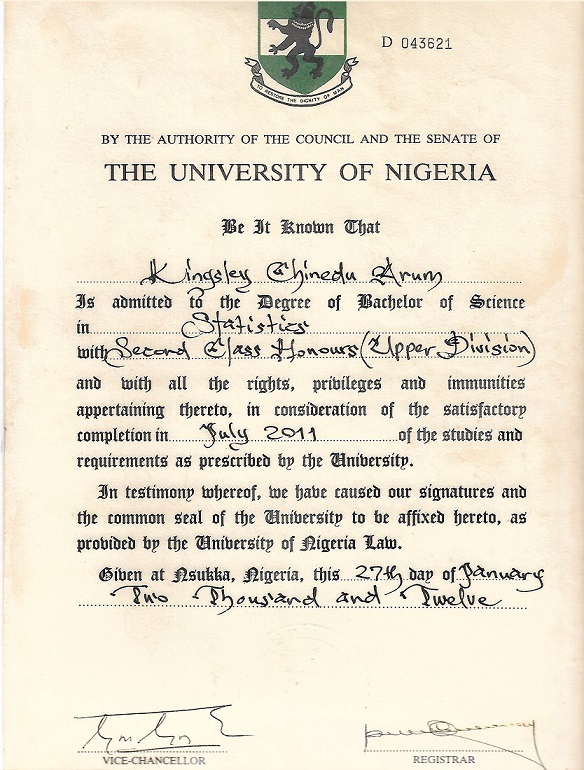 TO RESTORE THE DIGNITY OF MAN
D 043621
BY THE AUTHORITY OF THE COUNCIL AND THE SENATE OF
THE UNIVERSITY OF NIGERIA
Be It Known That
Kingsley Chinedu Arum
Is admitted to the Degree of Bachelor of Science
in Statistics
with Second Class Honours (Upper Division)
and with all the rights, privileges and immunities
appertaining thereto, in consideration of the satisfactory
completion in July 2011 of the studies and
requirements as prescribed by the University.
In testimony whereof, we have caused our signatures and
the common seal of the University to be affixed hereto, as
provided by the University of Nigeria Law.
Given at Nsukka, Nigeria, this 27th day of January
Two Thousand and Twelve
VICE-CHANCELLOR
REGISTRAR